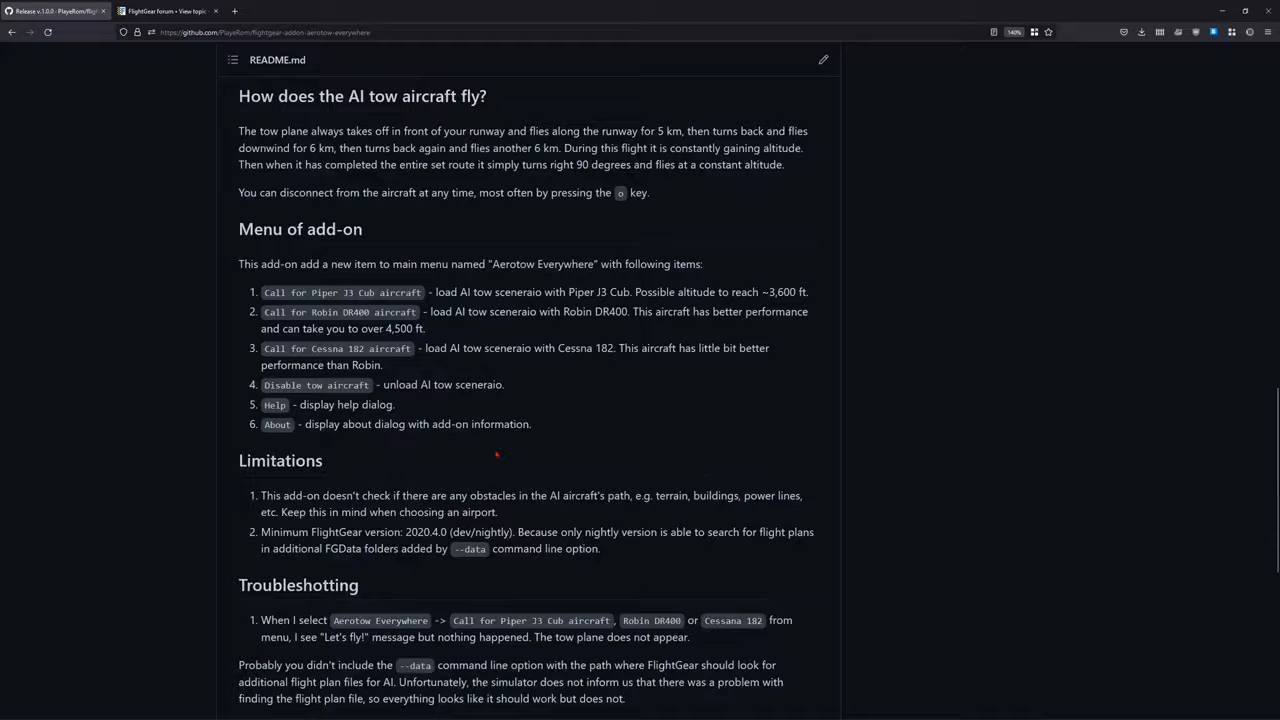 Release v.1.0.0 - PlayeRom/flig
FlightGear forum • View topic
https://github.com/PlayeRom/flightgear-addon-aerotow-everywhere
140%
README.md
How does the AI tow aircraft fly?
The tow plane always takes off in front of your runway and flies along the runway for 5 km, then turns back and flies
downwind for 6 km, then turns back again and flies another 6 km. During this flight it is constantly gaining altitude.
Then when it has completed the entire set route it simply turns right 90 degrees and flies at a constant altitude.
You can disconnect from the aircraft at any time, most often by pressing the o key.
Menu of add-on
This add-on add a new item to main menu named "Aerotow Everywhere" with following items:
1. Call for Piper J3 Cub aircraft - load AI tow sceneraio with Piper J3 Cub. Possible altitude to reach ~3,600 ft.
2. Call for Robin DR400 aircraft - load AI tow sceneraio with Robin DR400. This aircraft has better performance
and can take you to over 4,500 ft.
3. Call for Cessna 182 aircraft - load AI tow sceneraio with Cessna 182. This aircraft has little bit better
performance than Robin.
4. Disable tow aircraft - unload AI tow sceneraio.
5. Help - display help dialog.
6. About - display about dialog with add-on information.
Limitations
1. This add-on doesn't check if there are any obstacles in the AI aircraft's path, e.g. terrain, buildings, power lines,
etc. Keep this in mind when choosing an airport.
2. Minimum FlightGear version: 2020.4.0 (dev/nightly). Because only nightly version is able to search for flight plans
in additional FGData folders added by --data command line option.
Troubleshotting
1. When I select Aerotow Everywhere -> Call for Piper J3 Cub aircraft, Robin DR400 or Cessana 182 from
menu, I see "Let's fly!" message but nothing happened. The tow plane does not appear.
Probably you didn't include the --data command line option with the path where FlightGear should look for
additional flight plan files for AI. Unfortunately, the simulator does not inform us that there was a problem with
finding the flight plan file, so everything looks like it should work but does not.